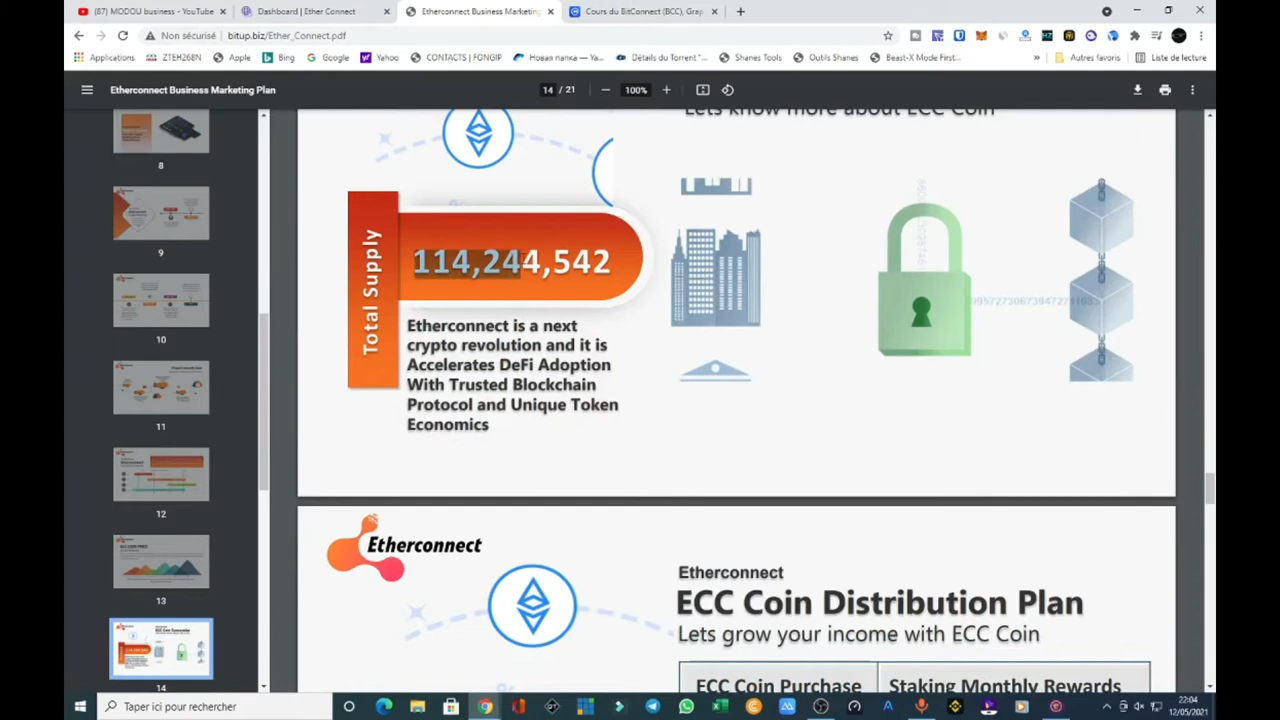 (87) MODOU business - YouTube
Dashboard | Ether Connect
Etherconnect Business Marketing
Cours du BitConnect (BCC), Grap
Non sécurisé
bitup.biz/Ether_Connect.pdf
Applications
ZTEH268N
Apple
Bing
Google
Yahoo
CONTACTS | FONGIP
Новая папка — Ya...
Détails du Torrent "...
Shanes Tools
Outils Shanes
Beast-X Mode First...
»
Autres favoris
Liste de lecture
Etherconnect Business Marketing Plan
14 / 21
100%
8
9
10
11
12
13
14
Lets know more about ECC Coin
Total Supply
114,244,542
Etherconnect is a next
crypto revolution and it is
Accelerates DeFi Adoption
With Trusted Blockchain
Protocol and Unique Token
Economics
Etherconnect
Etherconnect
ECC Coin Distribution Plan
Lets grow your income with ECC Coin
ECC Coin Purchase
Staking Monthly Rewards
Taper ici pour rechercher
22:04
12/05/2021